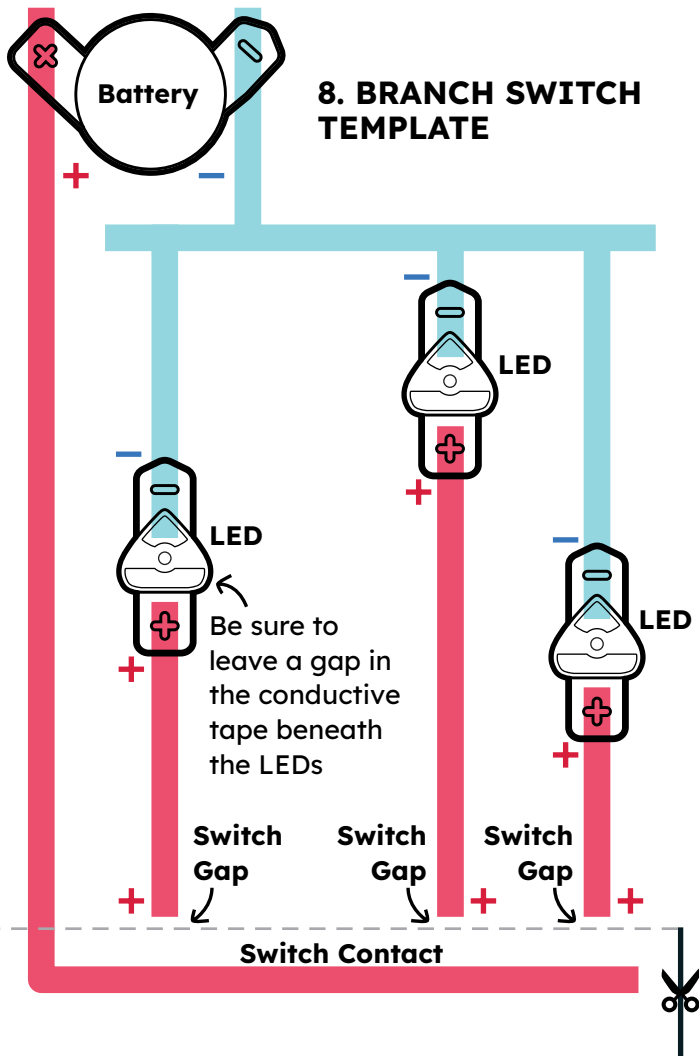 Battery
8. BRANCH SWITCH
TEMPLATE
+
−
−
LED
+
−
LED
+
−
LED
+
Be sure to
leave a gap in
the conductive
tape beneath
the LEDs
Switch
Gap
Switch
Gap
Switch
Gap
+
+
+
Switch Contact